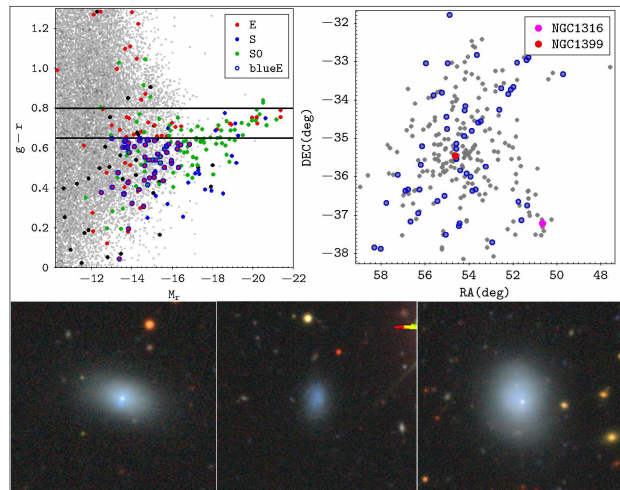 E
S
S0
blueE
1.2
1.0
0.8
0.6
0.4
0.2
0
g-r
−12 −14 −16 −18 −20 −22
M_r
NGC1316
NGC1399
−32
−33
−34
−35
−36
−37
−38
DEC(deg)
58 56 54 52 50 48
RA(deg)